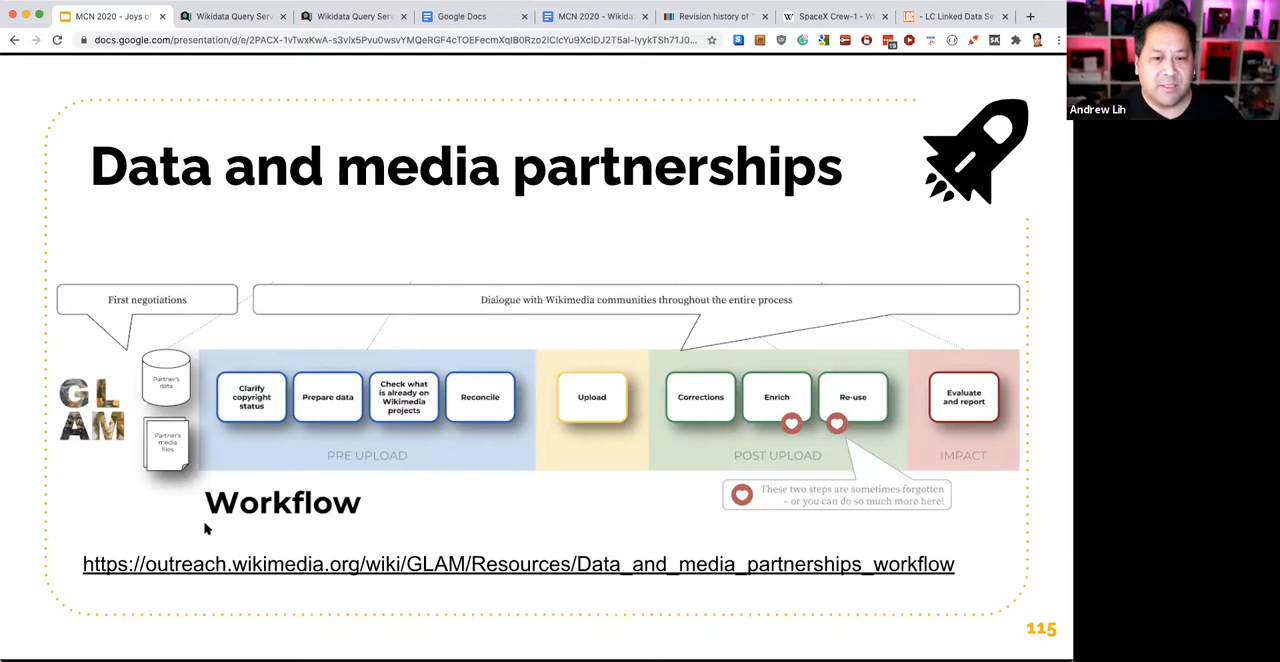 MCN 2020 - Joys of
Wikidata Query Serv
Wikidata Query Serv
Google Docs
MCN 2020 - Wikida
Revision history of "
SpaceX Crew-1 - Wi
- LC Linked Data Se
docs.google.com/presentation/d/e/
Andrew Lih
Data and media partnerships
First negotiations
Dialogue with Wikimedia communities throughout the entire process
GL
AM
Partner's
data
Partner's
media
files
Clarify
copyright
status
Prepare data
Check what
is already on
Wikimedia
projects
Reconcile
Upload
Corrections
Enrich
Re-use
Evaluate
and report
PRE UPLOAD
POST UPLOAD
IMPACT
These two steps are sometimes forgotten
– or you can do so much more here!
Workflow
https://outreach.wikimedia.org/wiki/GLAM/Resources/Data_and_media_partnerships_workflow
115